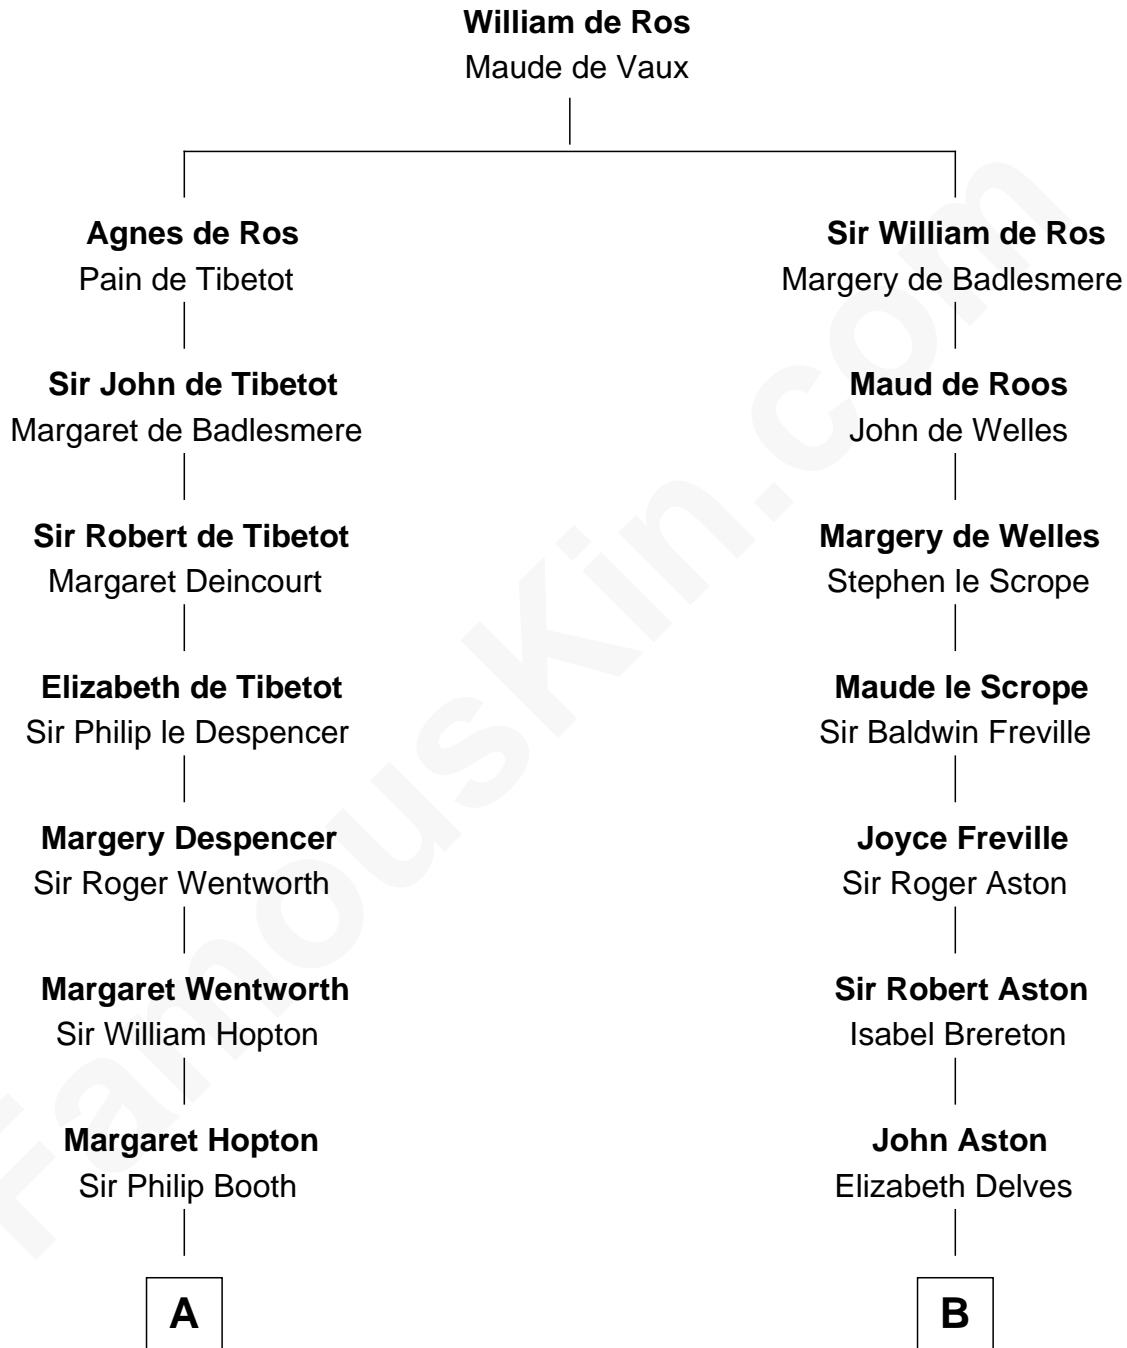 William de Ros
Maude de Vaux
Agnes de Ros
Pain de Tibetot
Sir William de Ros
Margery de Badlesmere
Sir John de Tibetot
Margaret de Badlesmere
Maud de Roos
John de Welles
Sir Robert de Tibetot
Margaret Deincourt
Margery de Welles
Stephen le Scrope
Elizabeth de Tibetot
Sir Philip le Despencer
Maude le Scrope
Sir Baldwin Freville
Margery Despencer
Sir Roger Wentworth
Joyce Freville
Sir Roger Aston
Margaret Wentworth
Sir William Hopton
Sir Robert Aston
Isabel Brereton
Margaret Hopton
Sir Philip Booth
John Aston
Elizabeth Delves
A
B
FamousKin.com